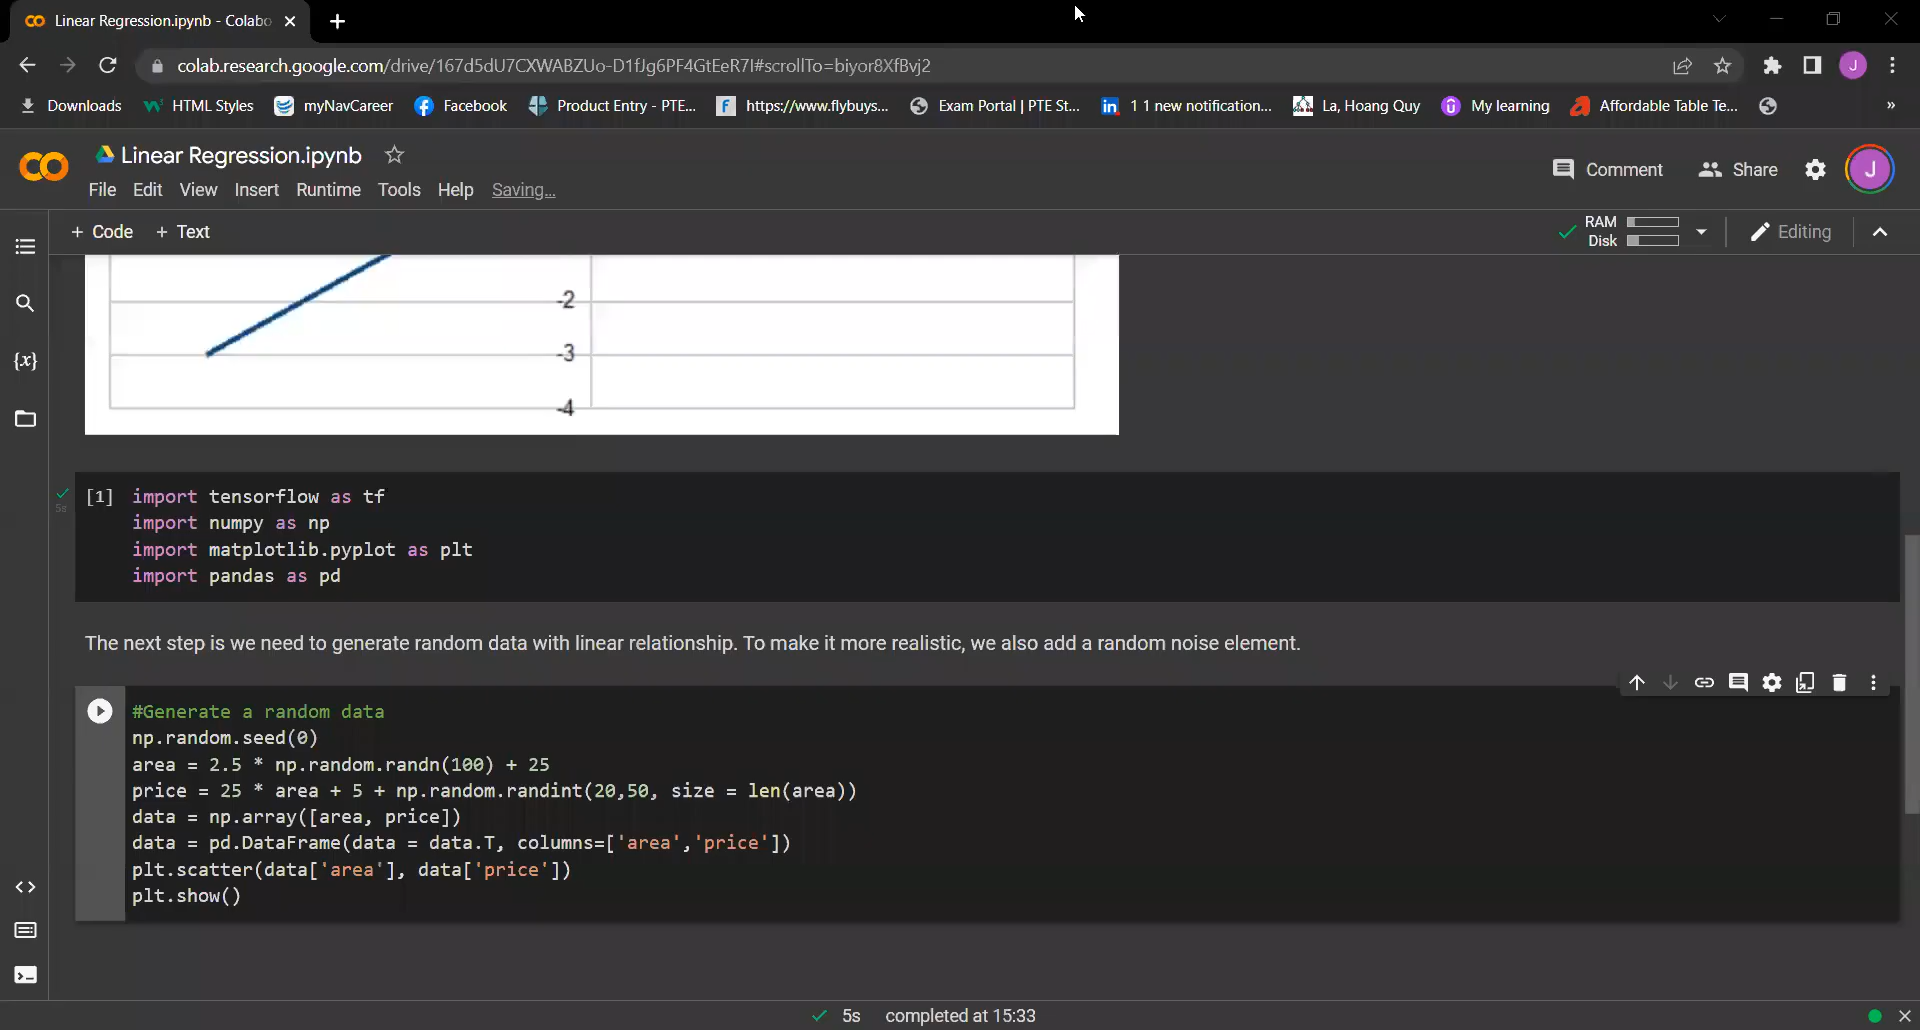 Linear Regression.ipynb - Colabo
colab.research.google.com/drive/167d5dU7CXWABZUo-D1fJg6PF4GtEeR7I#scrollTo=biyor8XfBvj2
J
Downloads HTML Styles myNavCareer Facebook Product Entry - PTE... https://www.flybuys... Exam Portal | PTE St... 1 1 new notification... La, Hoang Quy My learning Affordable Table Te... »
Linear Regression.ipynb
Comment Share J
File Edit View Insert Runtime Tools Help Saving...
+ Code + Text
RAM
Disk
Editing
{x}
-2
-3
-4
5s
[1] import tensorflow as tf
import numpy as np
import matplotlib.pyplot as plt
import pandas as pd
The next step is we need to generate random data with linear relationship. To make it more realistic, we also add a random noise element.
#Generate a random data
np.random.seed(0)
area = 2.5 * np.random.randn(100) + 25
price = 25 * area + 5 + np.random.randint(20,50, size = len(area))
data = np.array([area, price])
data = pd.DataFrame(data = data.T, columns=['area','price'])
plt.scatter(data['area'], data['price'])
plt.show()
5s completed at 15:33